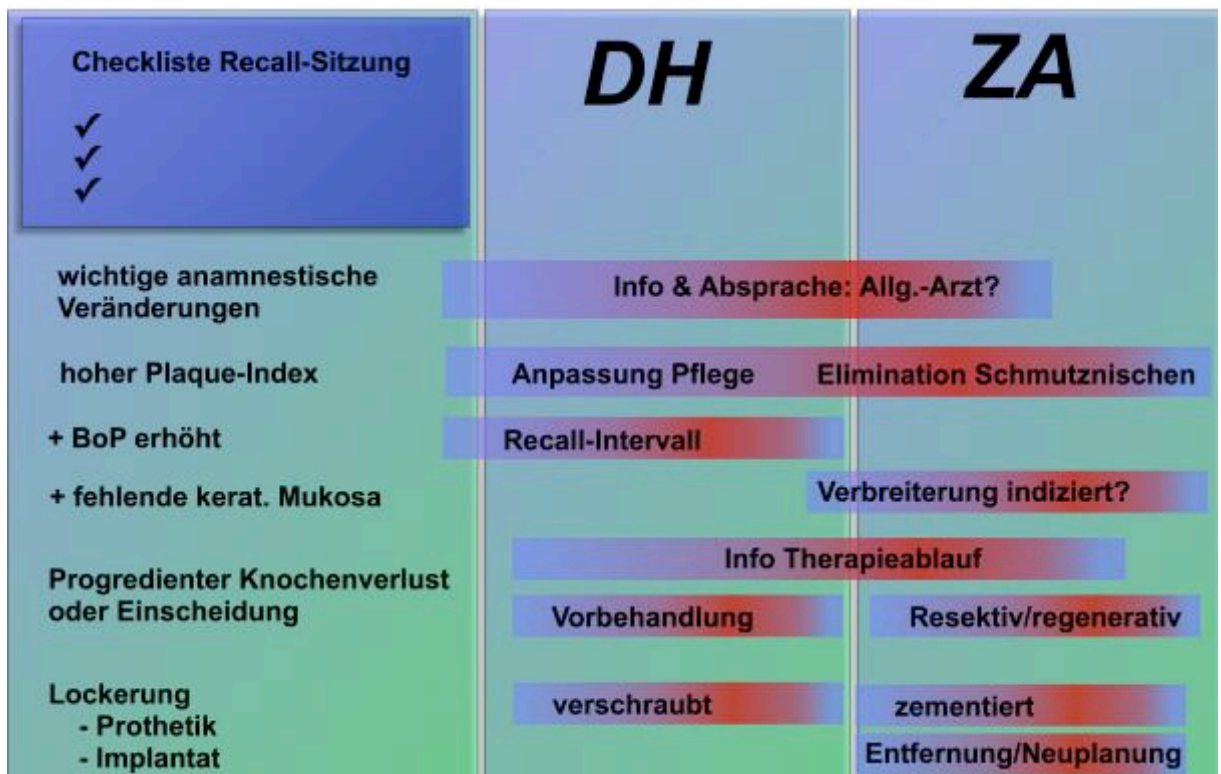 Checkliste Recall-Sitzung
✓
✓
✓
DH
ZA
wichtige anamnestische
Veränderungen
Info & Absprache: Allg.-Arzt?
hoher Plaque-Index
Anpassung Pflege
Elimination Schmutznischen
+ BoP erhöht
Recall-Intervall
+ fehlende kerat. Mukosa
Verbreiterung indiziert?
Progredienter Knochenverlust
oder Einscheidung
Info Therapieablauf
Vorbehandlung
Resektiv/regenerativ
Lockerung
- Prothetik
- Implantat
verschraubt
zementiert
Entfernung/Neuplanung